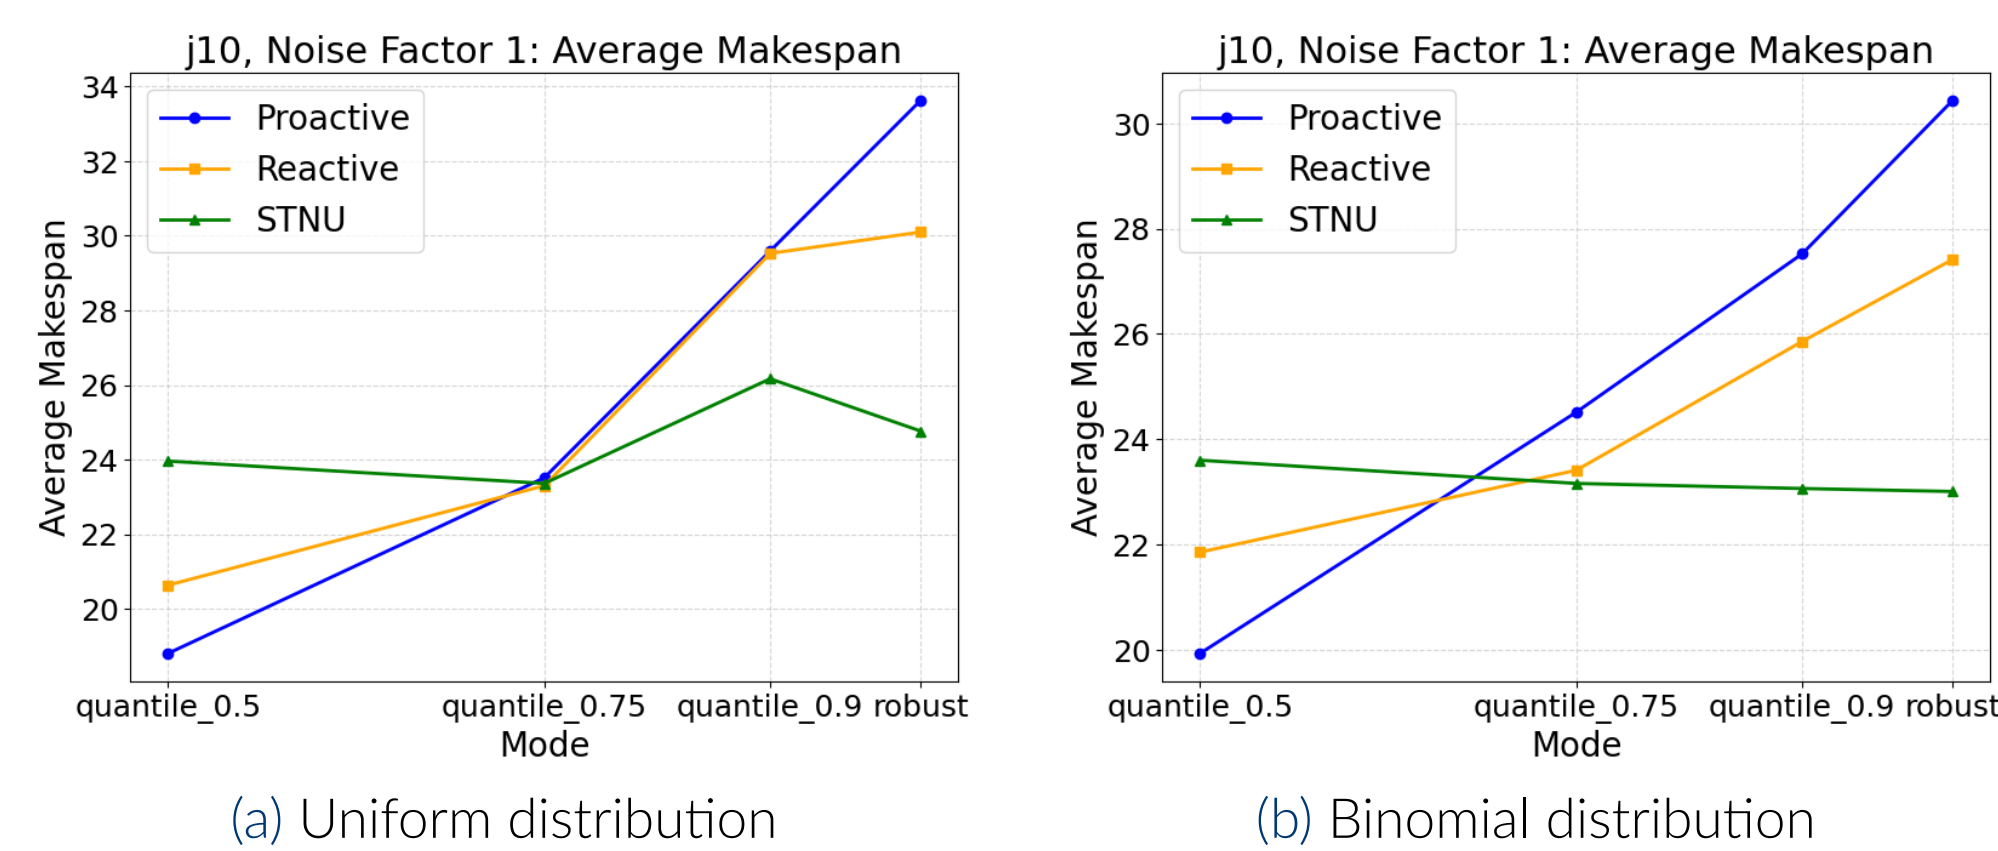 j10, Noise Factor 1: Average Makespan
34
32
30
28
26
24
22
20
Average Makespan
Proactive
Reactive
STNU
quantile_0.5 quantile_0.75 quantile_0.9 robust
Mode
(a) Uniform distribution
j10, Noise Factor 1: Average Makespan
30
28
26
24
22
20
Average Makespan
Proactive
Reactive
STNU
quantile_0.5 quantile_0.75 quantile_0.9 robust
Mode
(b) Binomial distribution